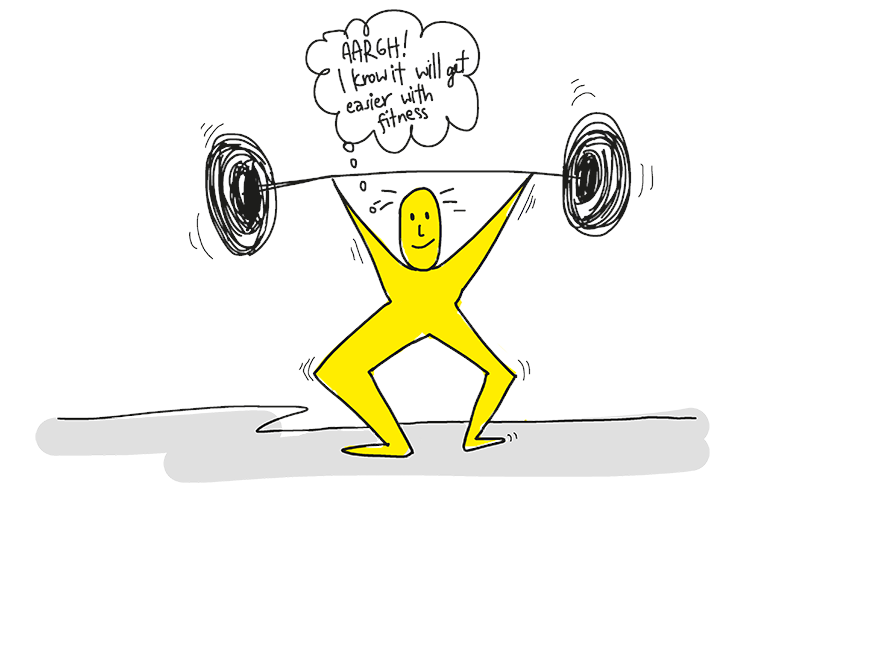 AARGH!
I know it will get
easier with
fitness